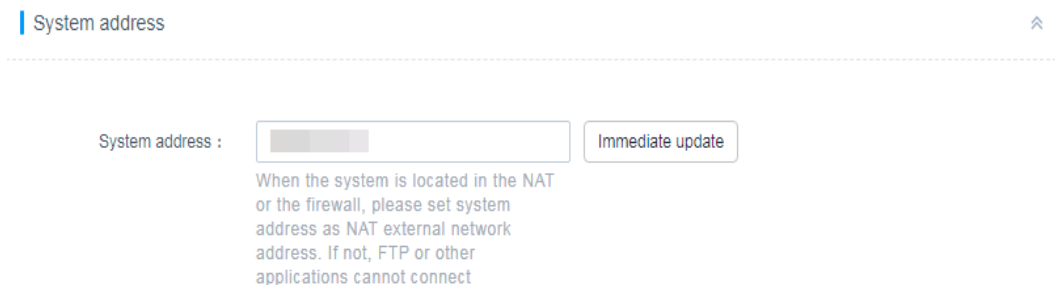 System address
System address :
Immediate update
When the system is located in the NAT
or the firewall, please set system
address as NAT external network
address. If not, FTP or other
applications cannot connect